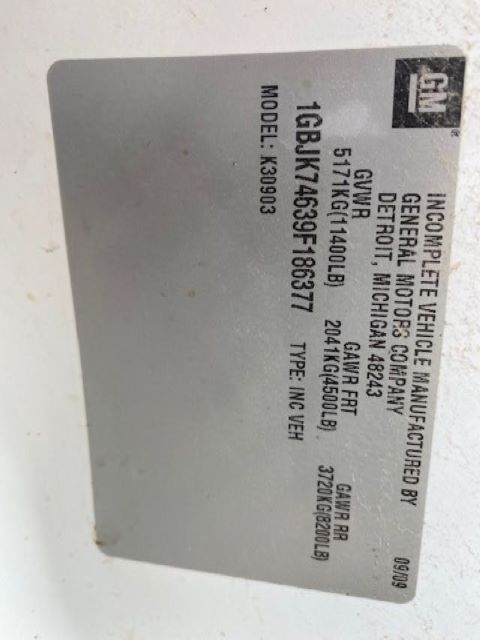 GM
INCOMPLETE VEHICLE MANUFACTURED BY
GENERAL MOTORS COMPANY
DETROIT, MICHIGAN 48243
09/09
GVWR GAWR FRT GAWR RR
5171KG(11400LB) 2041KG(4500LB) 3720KG(8200LB)
1GBJK74639F186377 TYPE: INC VEH
MODEL: K30903